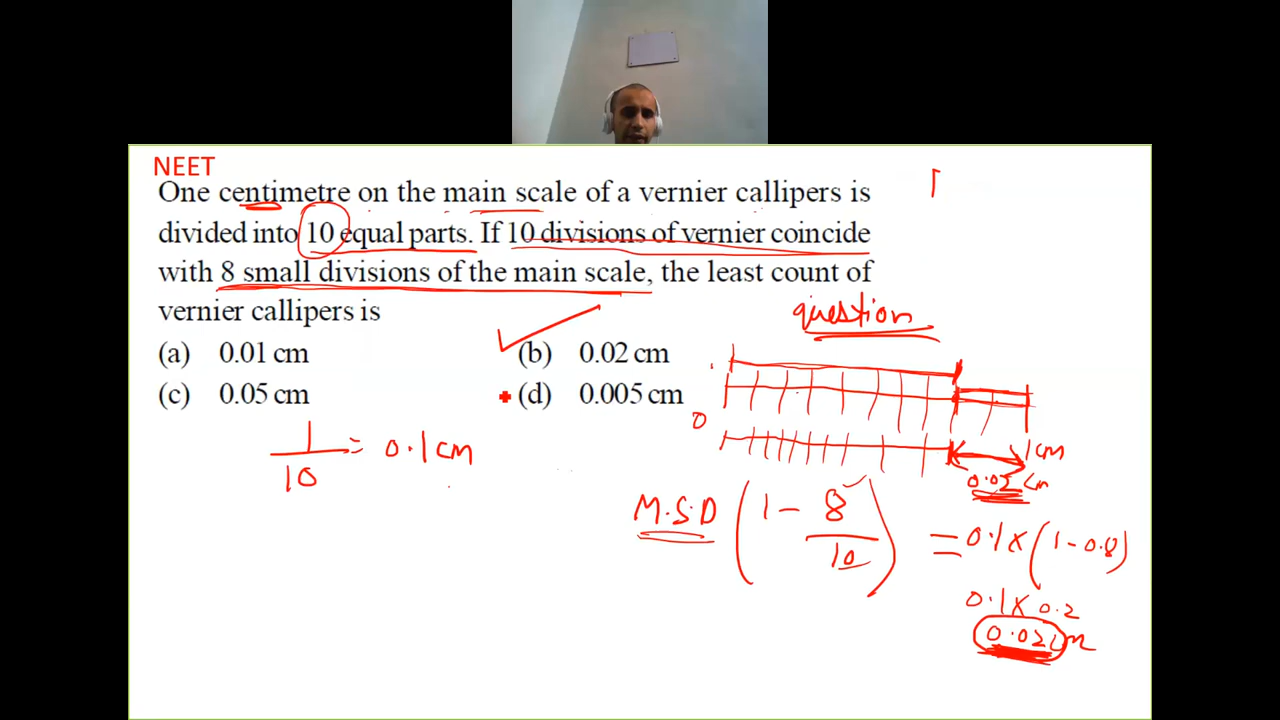 NEET
One centimetre on the main scale of a vernier callipers is
divided into 10 equal parts. If 10 divisions of vernier coincide
with 8 small divisions of the main scale, the least count of
vernier callipers is
(a) 0.01 cm (b) 0.02 cm
(c) 0.05 cm (d) 0.005 cm
question
0
1cm
0.02 cm
1/10 = 0.1cm
M.S.D (1 - 8/10) = 0.1 x (1 - 0.8)
0.1 x 0.2
0.02cm